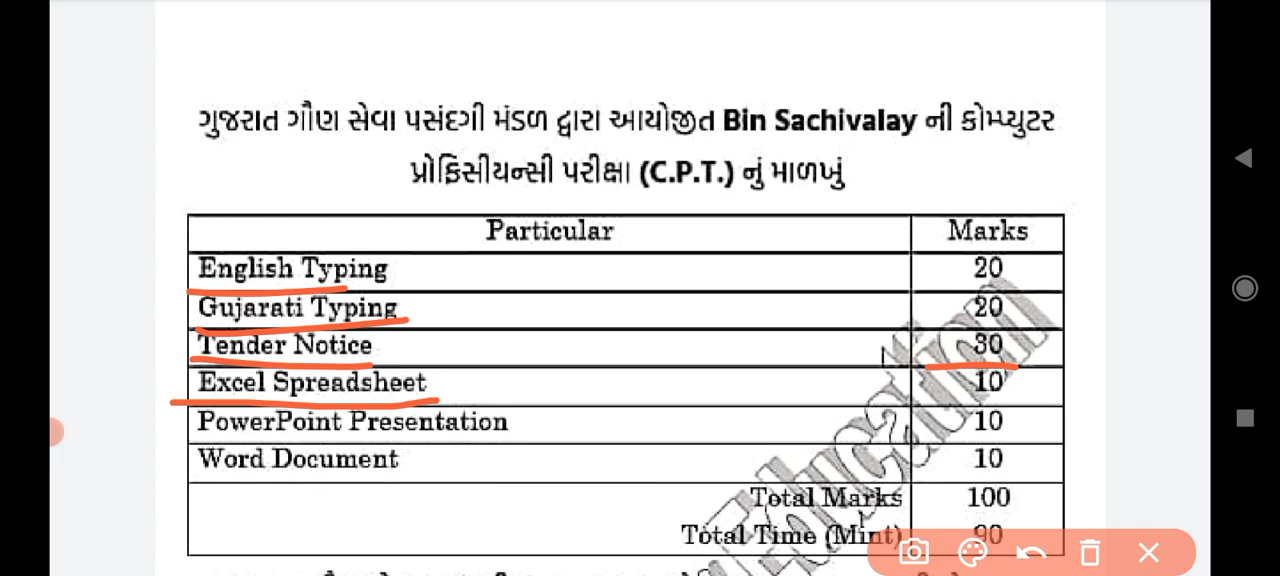 ગુજરાત ગૌણ સેવા પસંદગી મંડળ દ્વારા આયોજીત Bin Sachivalay ની કોમ્પ્યુટર
પ્રોફિસીયન્સી પરીક્ષા (C.P.T.) નું માળખું
Particular Marks
English Typing 20
Gujarati Typing 20
Tender Notice 30
Excel Spreadsheet 10
PowerPoint Presentation 10
Word Document 10
Total Marks 100
Total Time (Mint) 90
Education